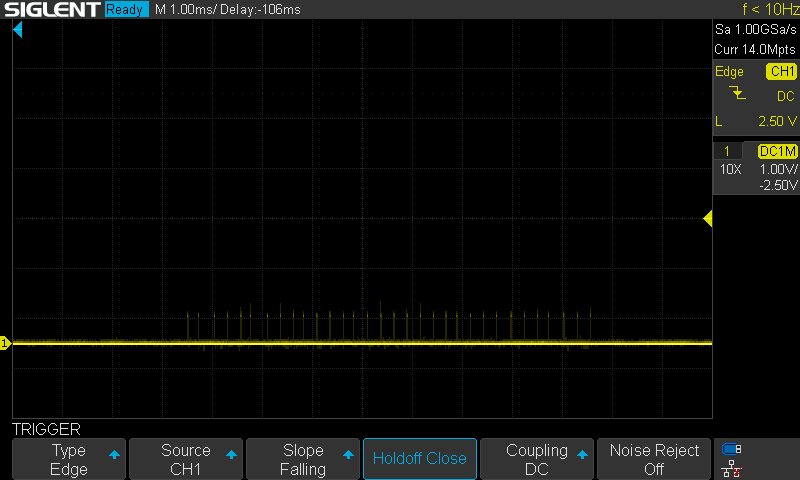 SIGLENT Ready M 1.00ms/ Delay:-106ms f < 10Hz
Sa 1.00GSa/s
Curr 14.0Mpts
Edge CH1
DC
L 2.50 V
1 DC1M
10X 1.00V/
-2.50V
1
TRIGGER
Type Source Slope Holdoff Close Coupling Noise Reject
Edge CH1 Falling DC Off